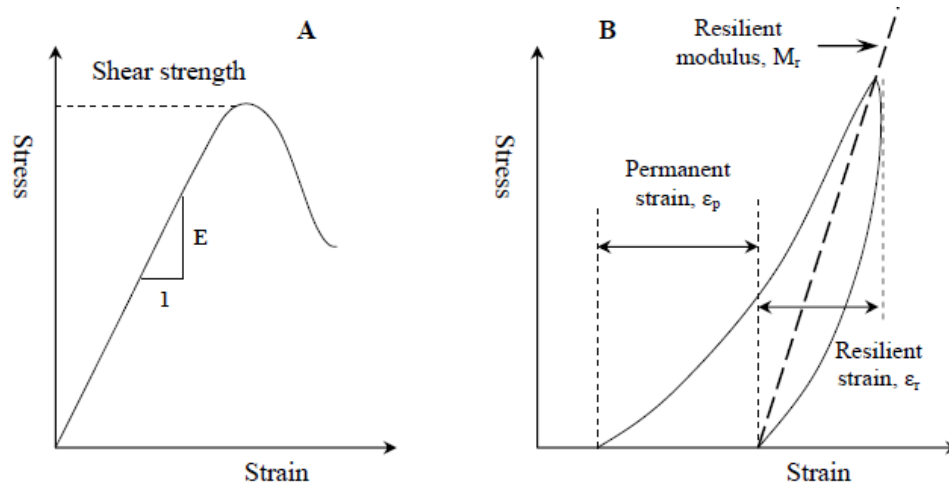 A
Shear strength
Stress
E
1
Strain
B
Resilient
modulus, Mᵣ
Stress
Permanent
strain, εₚ
Resilient
strain, εᵣ
Strain